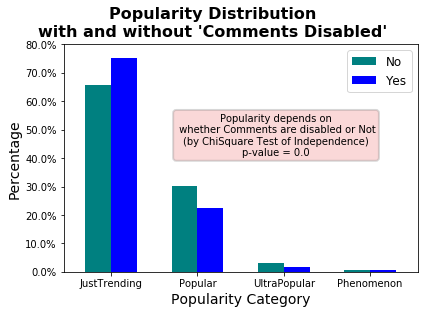 Popularity Distribution
with and without 'Comments Disabled'
80.0%
70.0%
60.0%
50.0%
40.0%
30.0%
20.0%
10.0%
0.0%
Percentage
No
Yes
Popularity depends on
whether Comments are disabled or Not
(by ChiSquare Test of Independence)
p-value = 0.0
JustTrending
Popular
UltraPopular
Phenomenon
Popularity Category